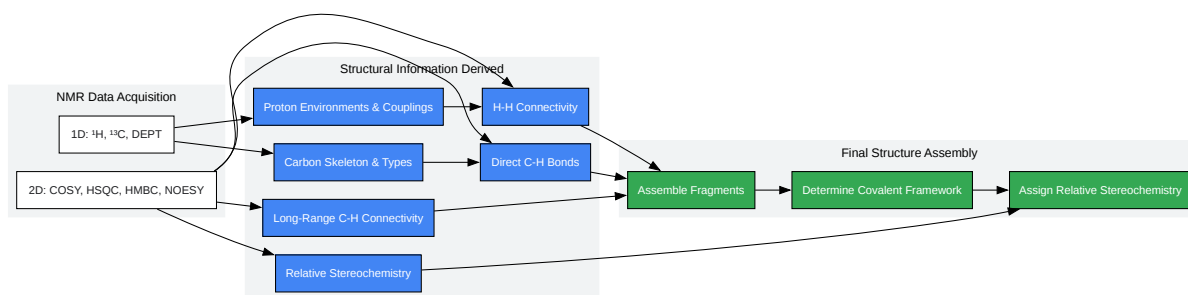 NMR Data Acquisition
1D: ¹H, ¹³C, DEPT
2D: COSY, HSQC, HMBC, NOESY
Structural Information Derived
Proton Environments & Couplings
H-H Connectivity
Carbon Skeleton & Types
Direct C-H Bonds
Long-Range C-H Connectivity
Relative Stereochemistry
Final Structure Assembly
Assemble Fragments
Determine Covalent Framework
Assign Relative Stereochemistry